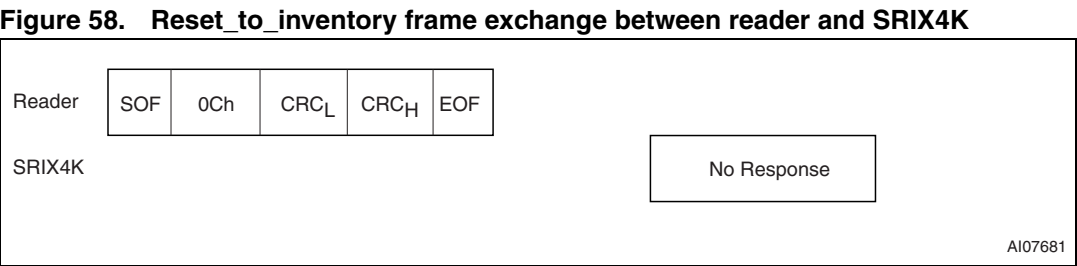 Figure 58. Reset_to_inventory frame exchange between reader and SRIX4K
Reader SOF 0Ch CRCL CRCH EOF
SRIX4K No Response
AI07681